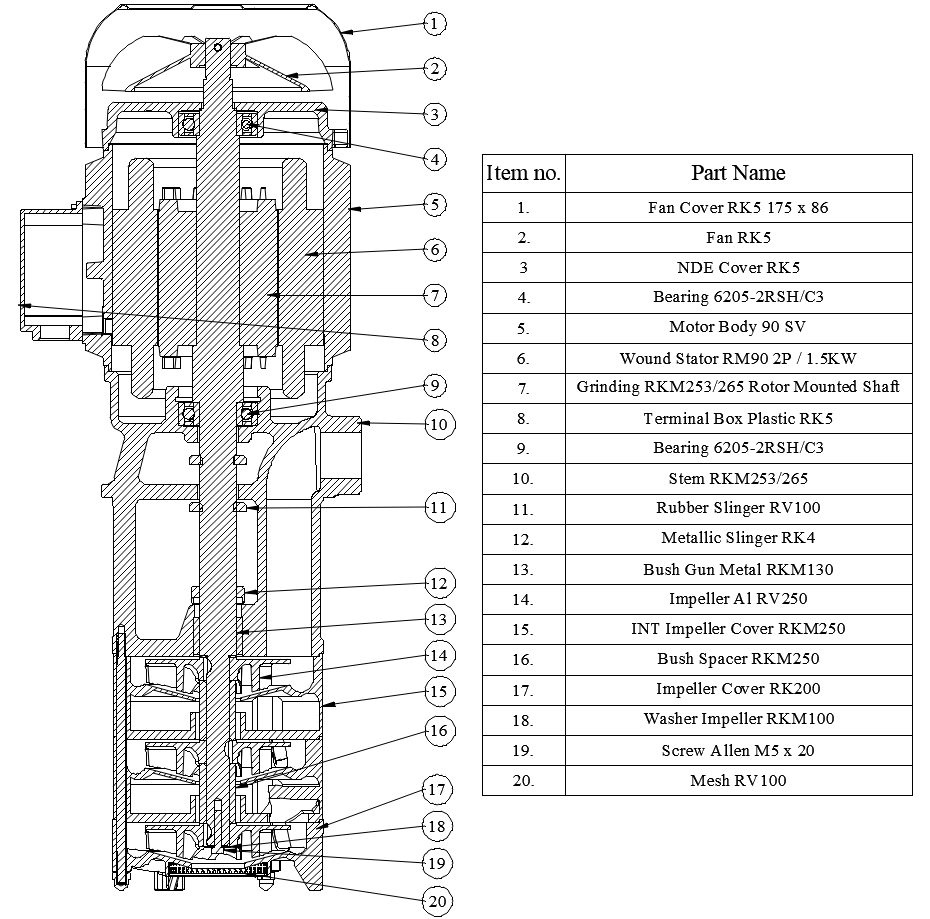 1
2
3
4
5
6
7
8
9
10
11
12
13
14
15
16
17
18
19
20
Item no. Part Name
1. Fan Cover RK5 175 x 86
2. Fan RK5
3 NDE Cover RK5
4. Bearing 6205-2RSH/C3
5. Motor Body 90 SV
6. Wound Stator RM90 2P / 1.5KW
7. Grinding RKM253/265 Rotor Mounted Shaft
8. Terminal Box Plastic RK5
9. Bearing 6205-2RSH/C3
10. Stem RKM253/265
11. Rubber Slinger RV100
12. Metallic Slinger RK4
13. Bush Gun Metal RKM130
14. Impeller Al RV250
15. INT Impeller Cover RKM250
16. Bush Spacer RKM250
17. Impeller Cover RK200
18. Washer Impeller RKM100
19. Screw Allen M5 x 20
20. Mesh RV100